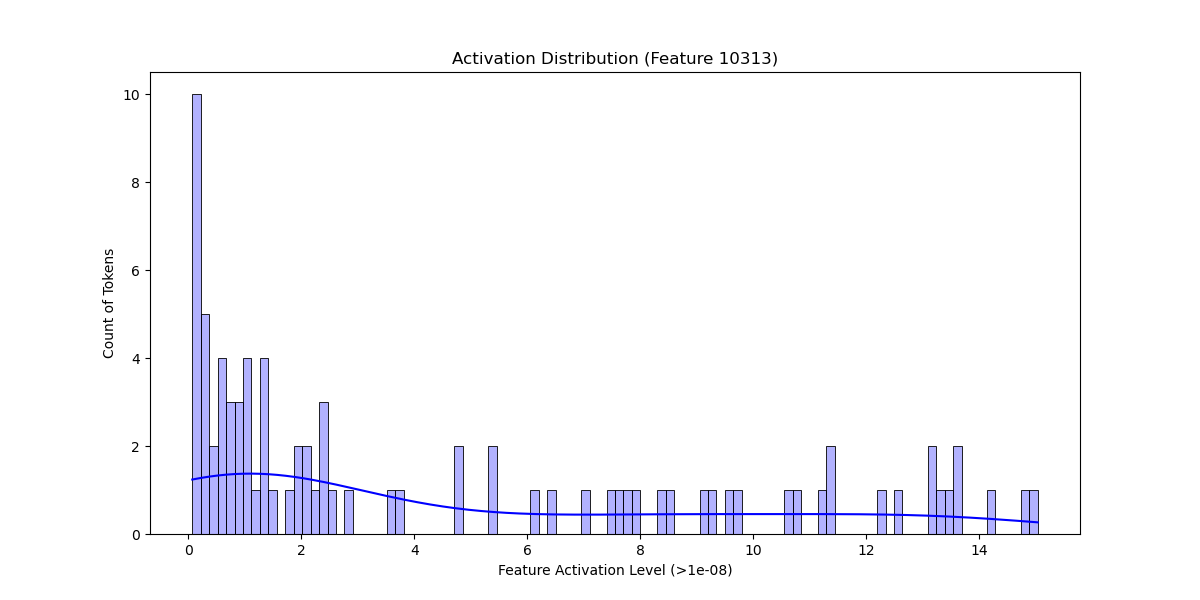 Activation Distribution (Feature 10313)
10
8
6
4
2
0
Count of Tokens
0 2 4 6 8 10 12 14
Feature Activation Level (>1e-08)